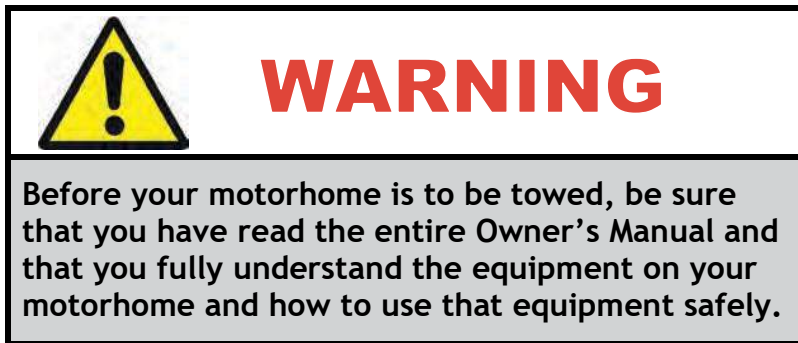 WARNING
Before your motorhome is to be towed, be sure
that you have read the entire Owner’s Manual and
that you fully understand the equipment on your
motorhome and how to use that equipment safely.